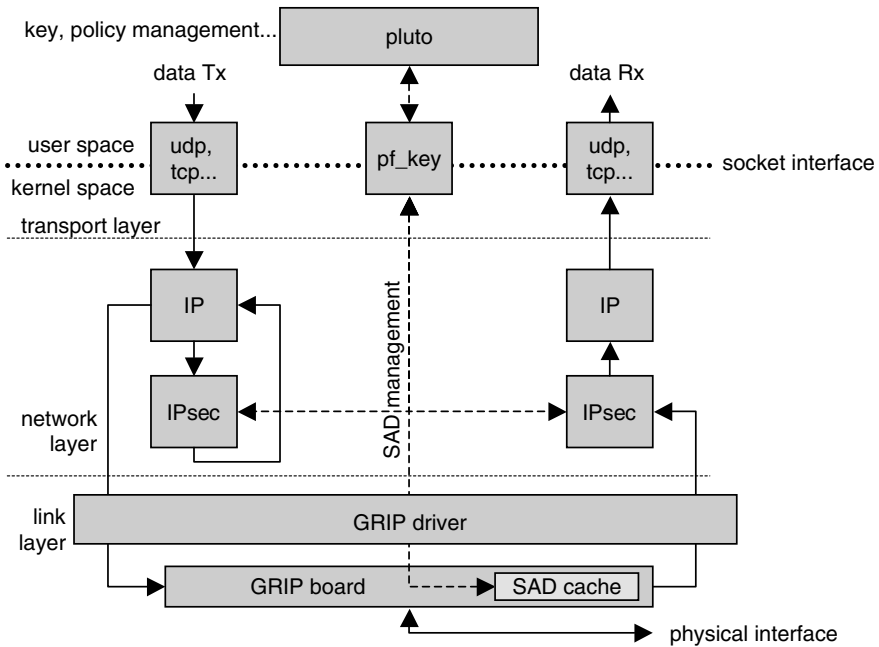 key, policy management...
pluto
data Tx
data Rx
user space
udp,
tcp...
pf_key
udp,
tcp...
socket interface
kernel space
transport layer
IP
IP
SAD management
IPsec
IPsec
network
layer
link
layer
GRIP driver
GRIP board
SAD cache
physical interface